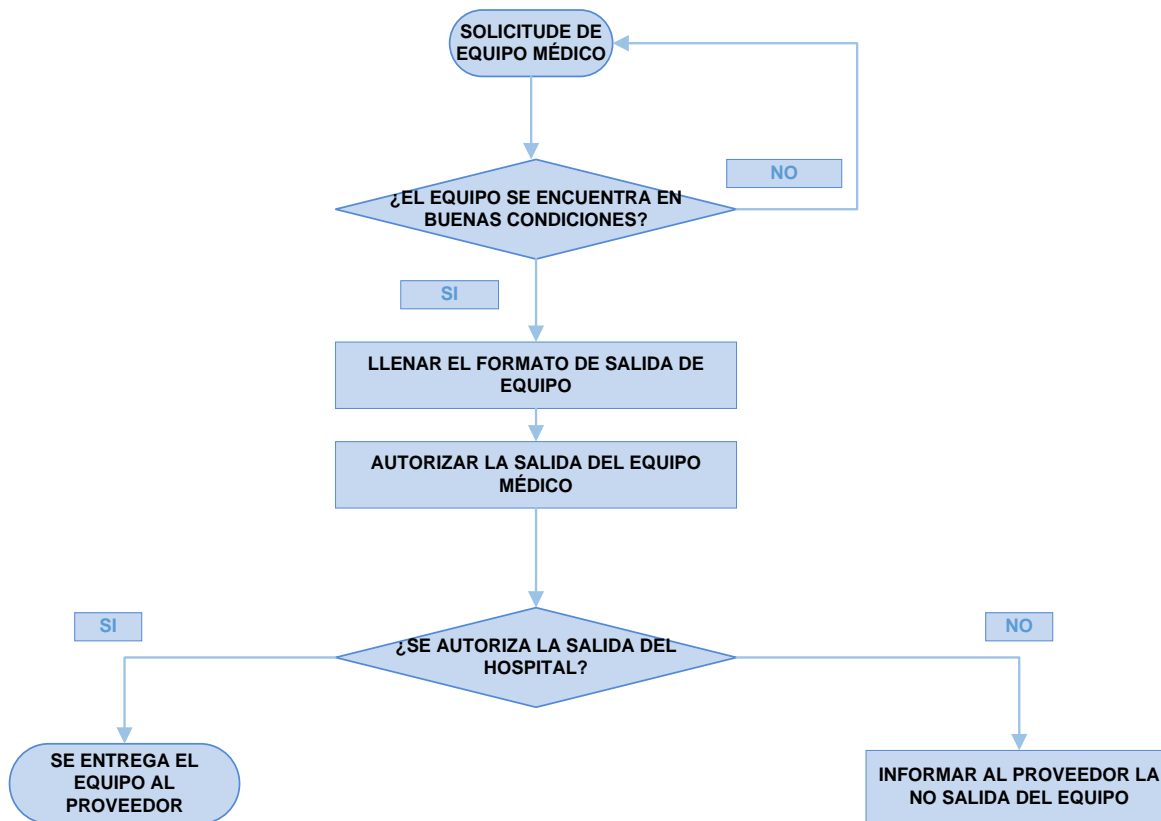 SOLICITUDE DE
EQUIPO MÉDICO
NO
¿EL EQUIPO SE ENCUENTRA EN
BUENAS CONDICIONES?
SI
LLENAR EL FORMATO DE SALIDA DE
EQUIPO
AUTORIZAR LA SALIDA DEL EQUIPO
MÉDICO
SI
NO
¿SE AUTORIZA LA SALIDA DEL
HOSPITAL?
SE ENTREGA EL
EQUIPO AL
PROVEEDOR
INFORMAR AL PROVEEDOR LA
NO SALIDA DEL EQUIPO